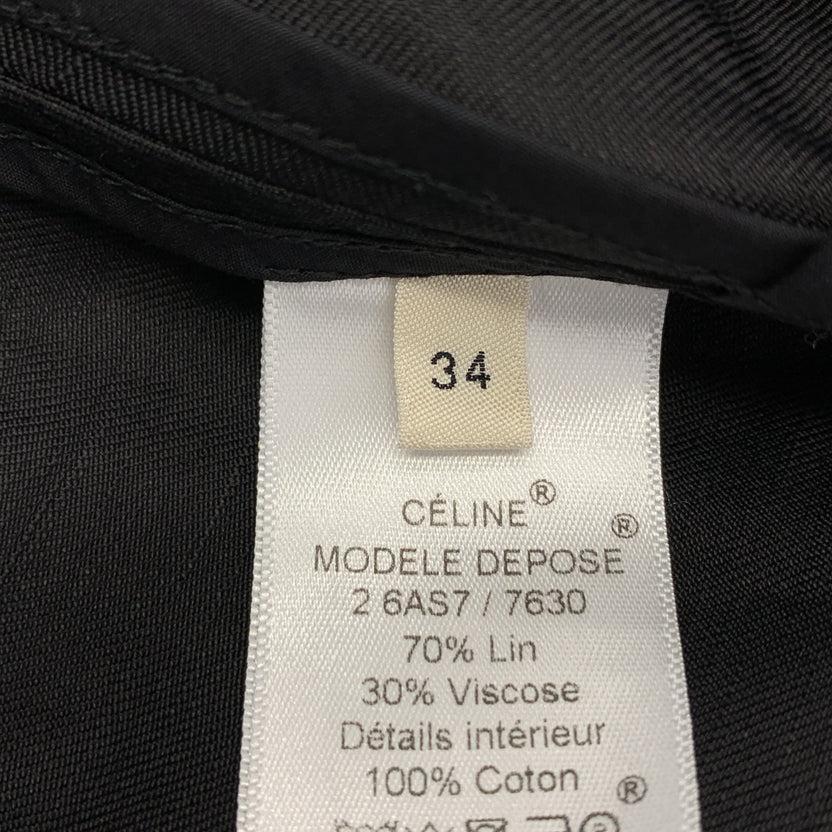 34
CÉLINE®
MODELE DEPOSE ®
2 6AS7 / 7630
70% Lin
30% Viscose
Détails intérieur
100% Coton ®